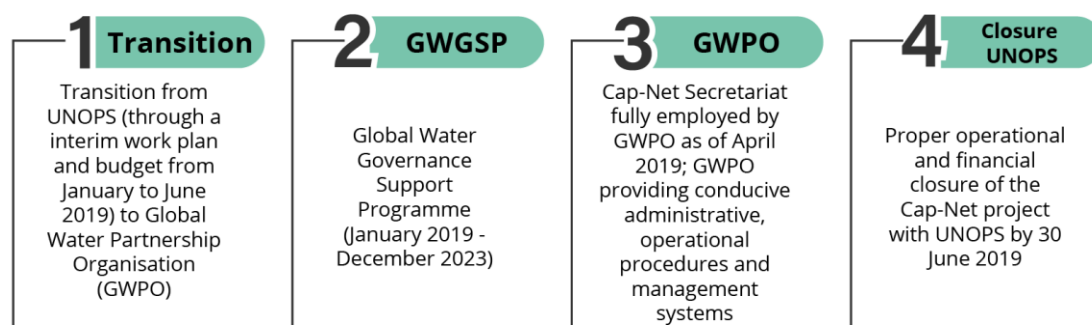 1 Transition
Transition from
UNOPS (through a
interim work plan
and budget from
January to June
2019) to Global
Water Partnership
Organisation
(GWPO)
2 GWGSP
Global Water
Governance
Support
Programme
(January 2019 -
December 2023)
3 GWPO
Cap-Net Secretariat
fully employed by
GWPO as of April
2019; GWPO
providing conducive
administrative,
operational
procedures and
management
systems
4 Closure
UNOPS
Proper operational
and financial
closure of the
Cap-Net project
with UNOPS by 30
June 2019